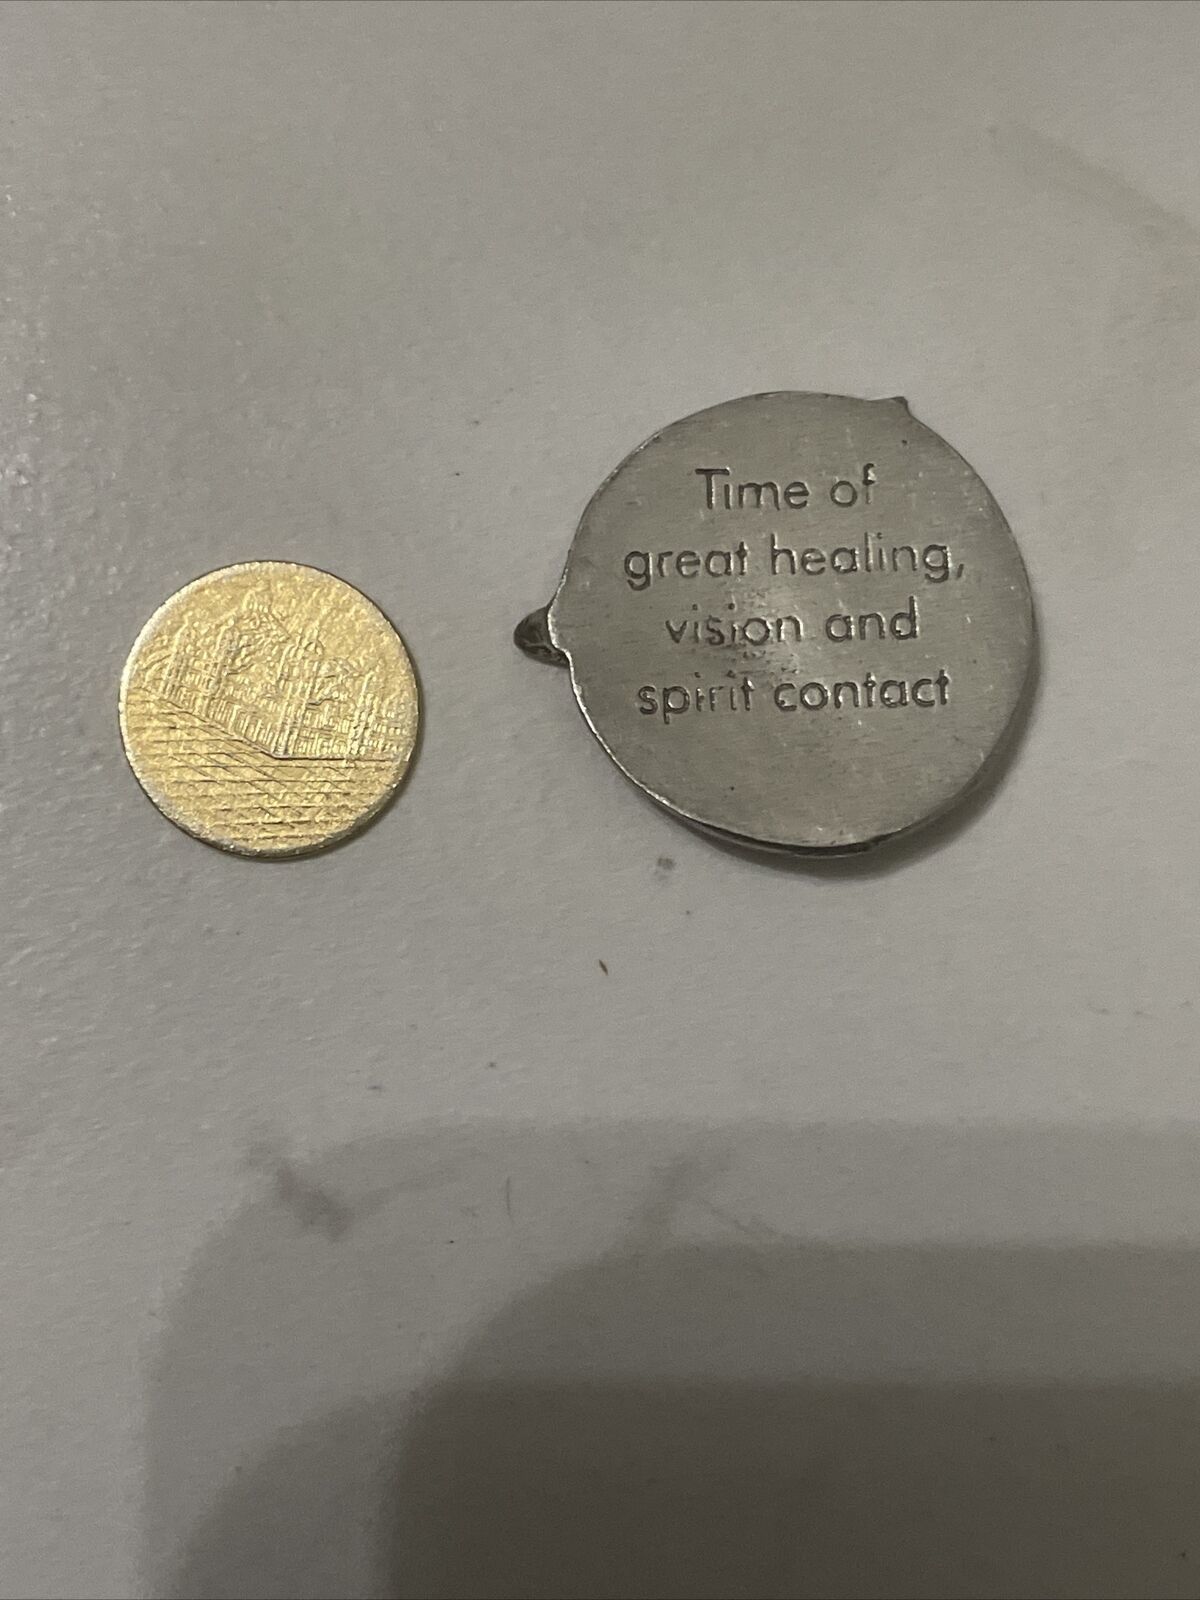 Time of
great healing,
vision and
spirit contact